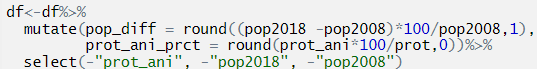 df<-df%>%
  mutate(pop_diff = round((pop2018 -pop2008)*100/pop2008,1),
         prot_ani_prct = round(prot_ani*100/prot,0))%>%
  select(-"prot_ani", -"pop2018", -"pop2008")